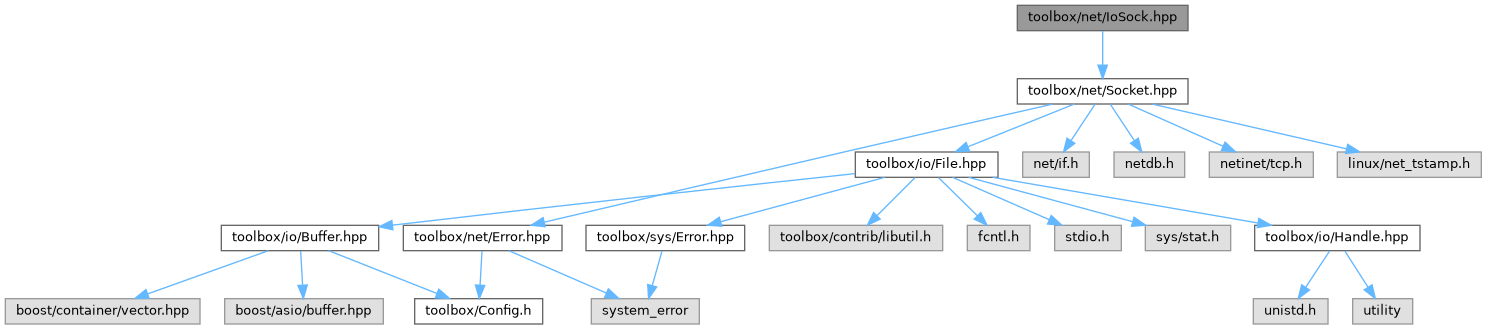 toolbox/net/IoSock.hpp
toolbox/net/Socket.hpp
toolbox/io/File.hpp
net/if.h
netdb.h
netinet/tcp.h
linux/net_tstamp.h
toolbox/io/Buffer.hpp
toolbox/net/Error.hpp
toolbox/sys/Error.hpp
toolbox/contrib/libutil.h
fcntl.h
stdio.h
sys/stat.h
toolbox/io/Handle.hpp
boost/container/vector.hpp
boost/asio/buffer.hpp
toolbox/Config.h
system_error
unistd.h
utility